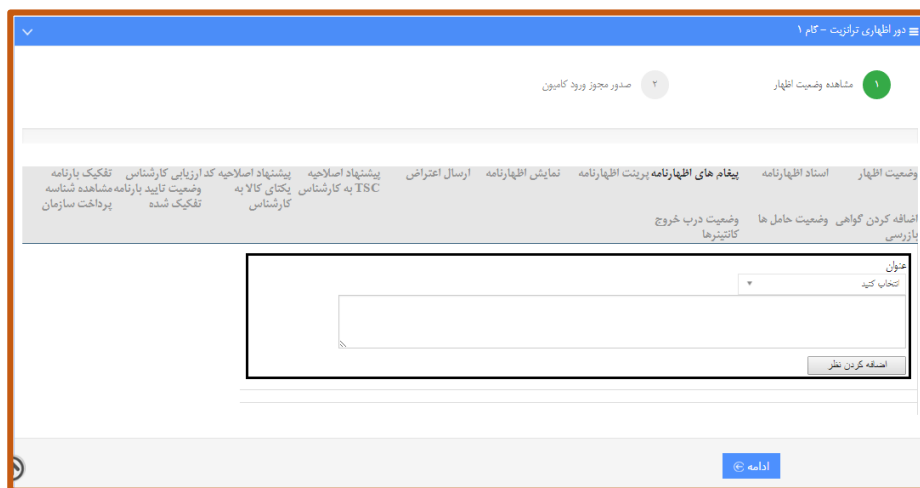 دور اظهاری ترانزیت - گام ۱
۱ مشاهده وضعیت اظهار
۲ صدور مجوز ورود کامیون
وضعیت اظهار
اسناد اظهارنامه
پیغام های اظهارنامه
پرینت اظهارنامه
نمایش اظهارنامه
ارسال اعتراض
پیشنهاد اصلاحیه
TSC به کارشناس
پیشنهاد اصلاحیه کد
یکتای کالا به
کارشناس
ارزیابی کارشناس
وضعیت تایید بارنامه
تفکیک شده
تفکیک بارنامه
مشاهده شناسه
پرداخت سازمان
اضافه کردن گواهی
بازرسی
وضعیت حامل ها
وضعیت درب خروج
کانتینرها
عنوان
انتخاب کنید
اضافه کردن نظر
ادامه